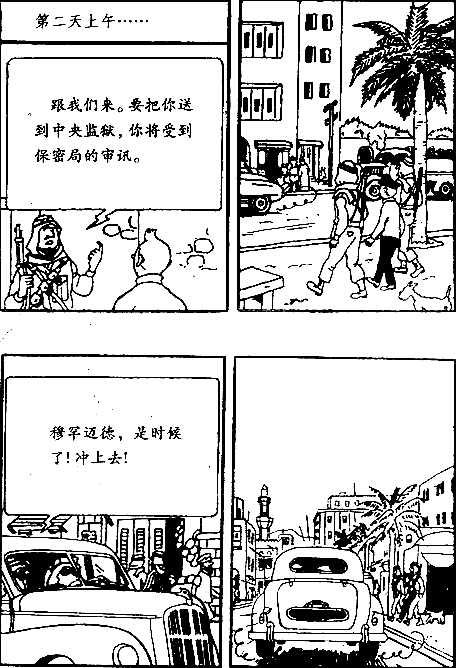 第二天上午……
跟我们来。要把你送
到中央监狱，你将受到
保密局的审讯。
穆罕迈德，是时候
了！冲上去！